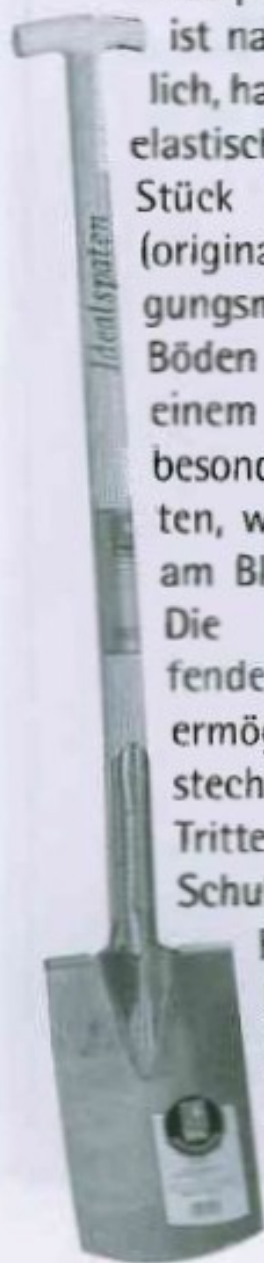 ist na
lich, ha
elastisch
Stück
(origina
gungsm
Böden
einem
besond
ten, w
am Bl
Die
fende
ermög
stech
Tritte
Schu
Idealspaten